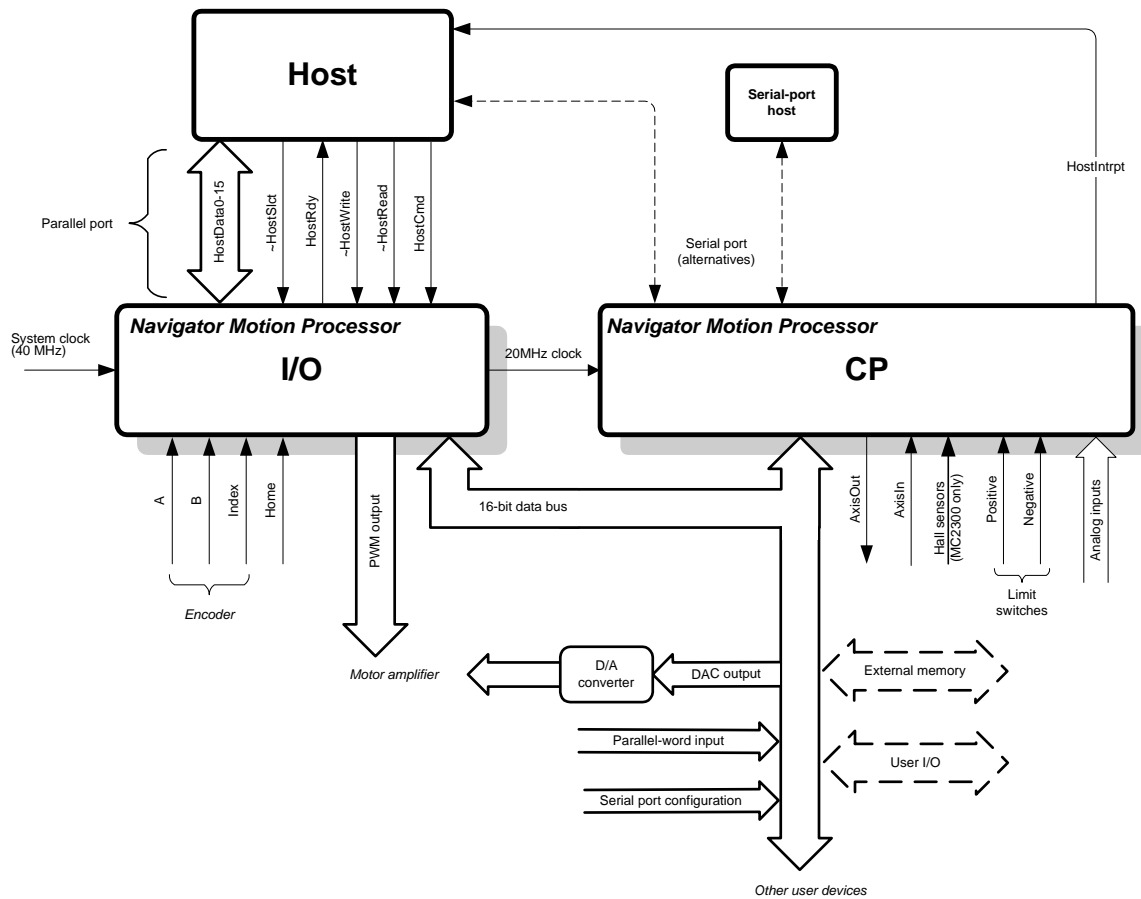 Host
Serial-port
host
HostIntrpt
Parallel port
HostData0-15
~HostSlct
HostRdy
~HostWrite
~HostRead
HostCmd
Serial port
(alternatives)
Navigator Motion Processor
I/O
Navigator Motion Processor
CP
System clock
(40 MHz)
20MHz clock
A
B
Index
Home
Encoder
PWM output
Motor amplifier
16-bit data bus
AxisOut
AxisIn
Hall sensors
(MC2300 only)
Positive
Negative
Limit
switches
Analog inputs
D/A
converter
DAC output
External memory
Parallel-word input
User I/O
Serial port configuration
Other user devices